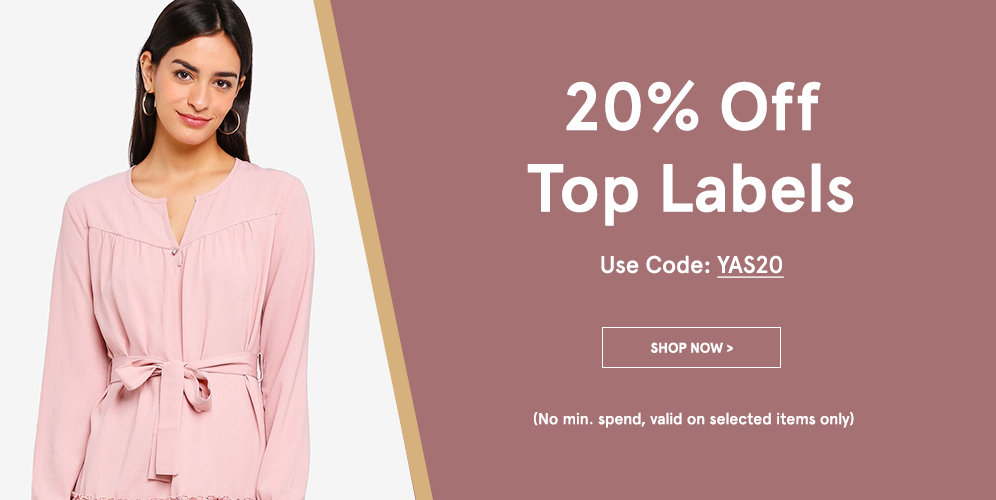 20% Off
Top Labels
Use Code: YAS20
SHOP NOW >
(No min. spend, valid on selected items only)